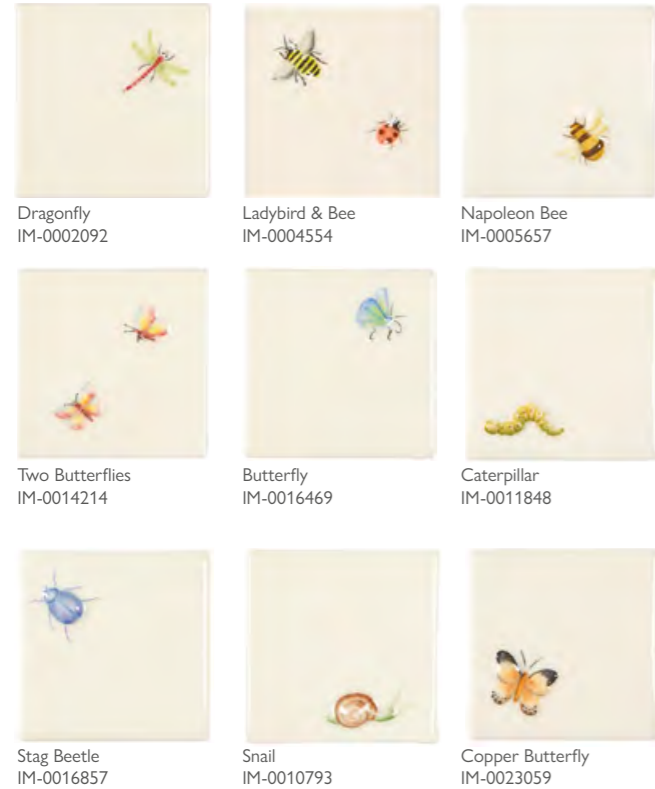 Dragonfly
IM-0002092
Ladybird & Bee
IM-0004554
Napoleon Bee
IM-0005657
Two Butterflies
IM-0014214
Butterfly
IM-0016469
Caterpillar
IM-0011848
Stag Beetle
IM-0016857
Snail
IM-0010793
Copper Butterfly
IM-0023059